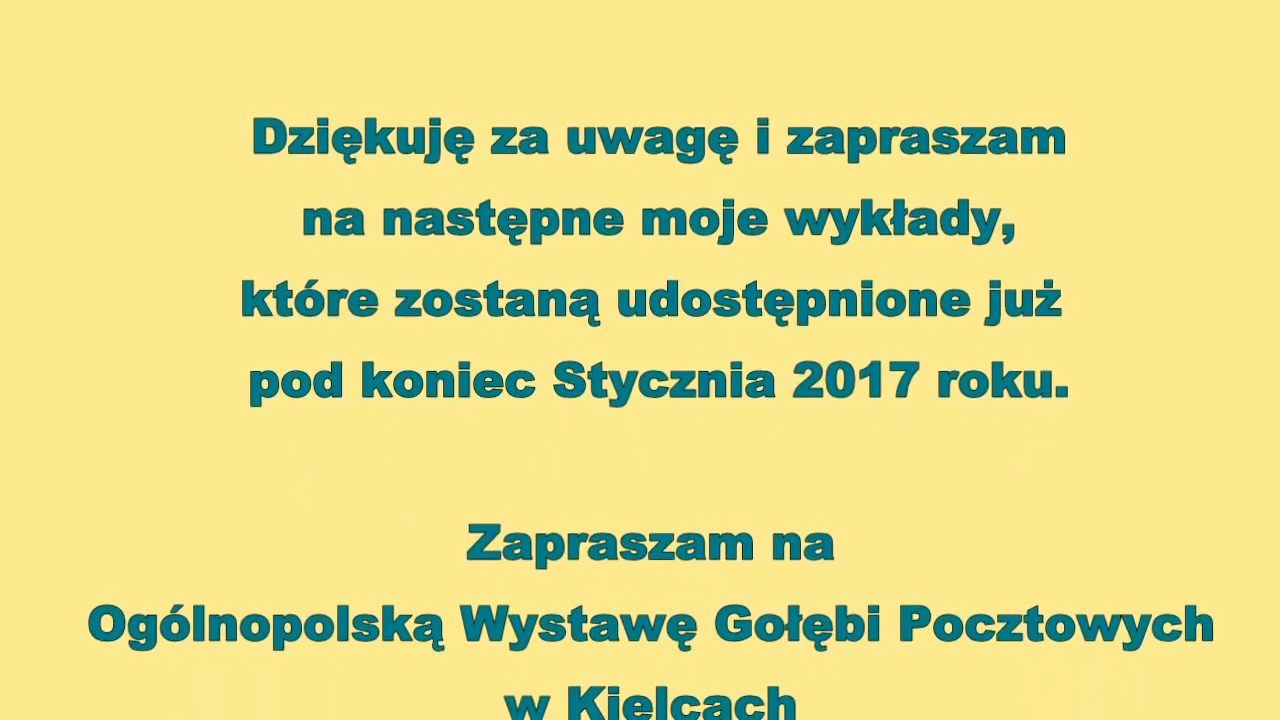 Dziękuję za uwagę i zapraszam
na następne moje wykłady,
które zostaną udostępnione już
pod koniec Stycznia 2017 roku.
Zapraszam na
Ogólnopolską Wystawę Gołębi Pocztowych
w Kielcach